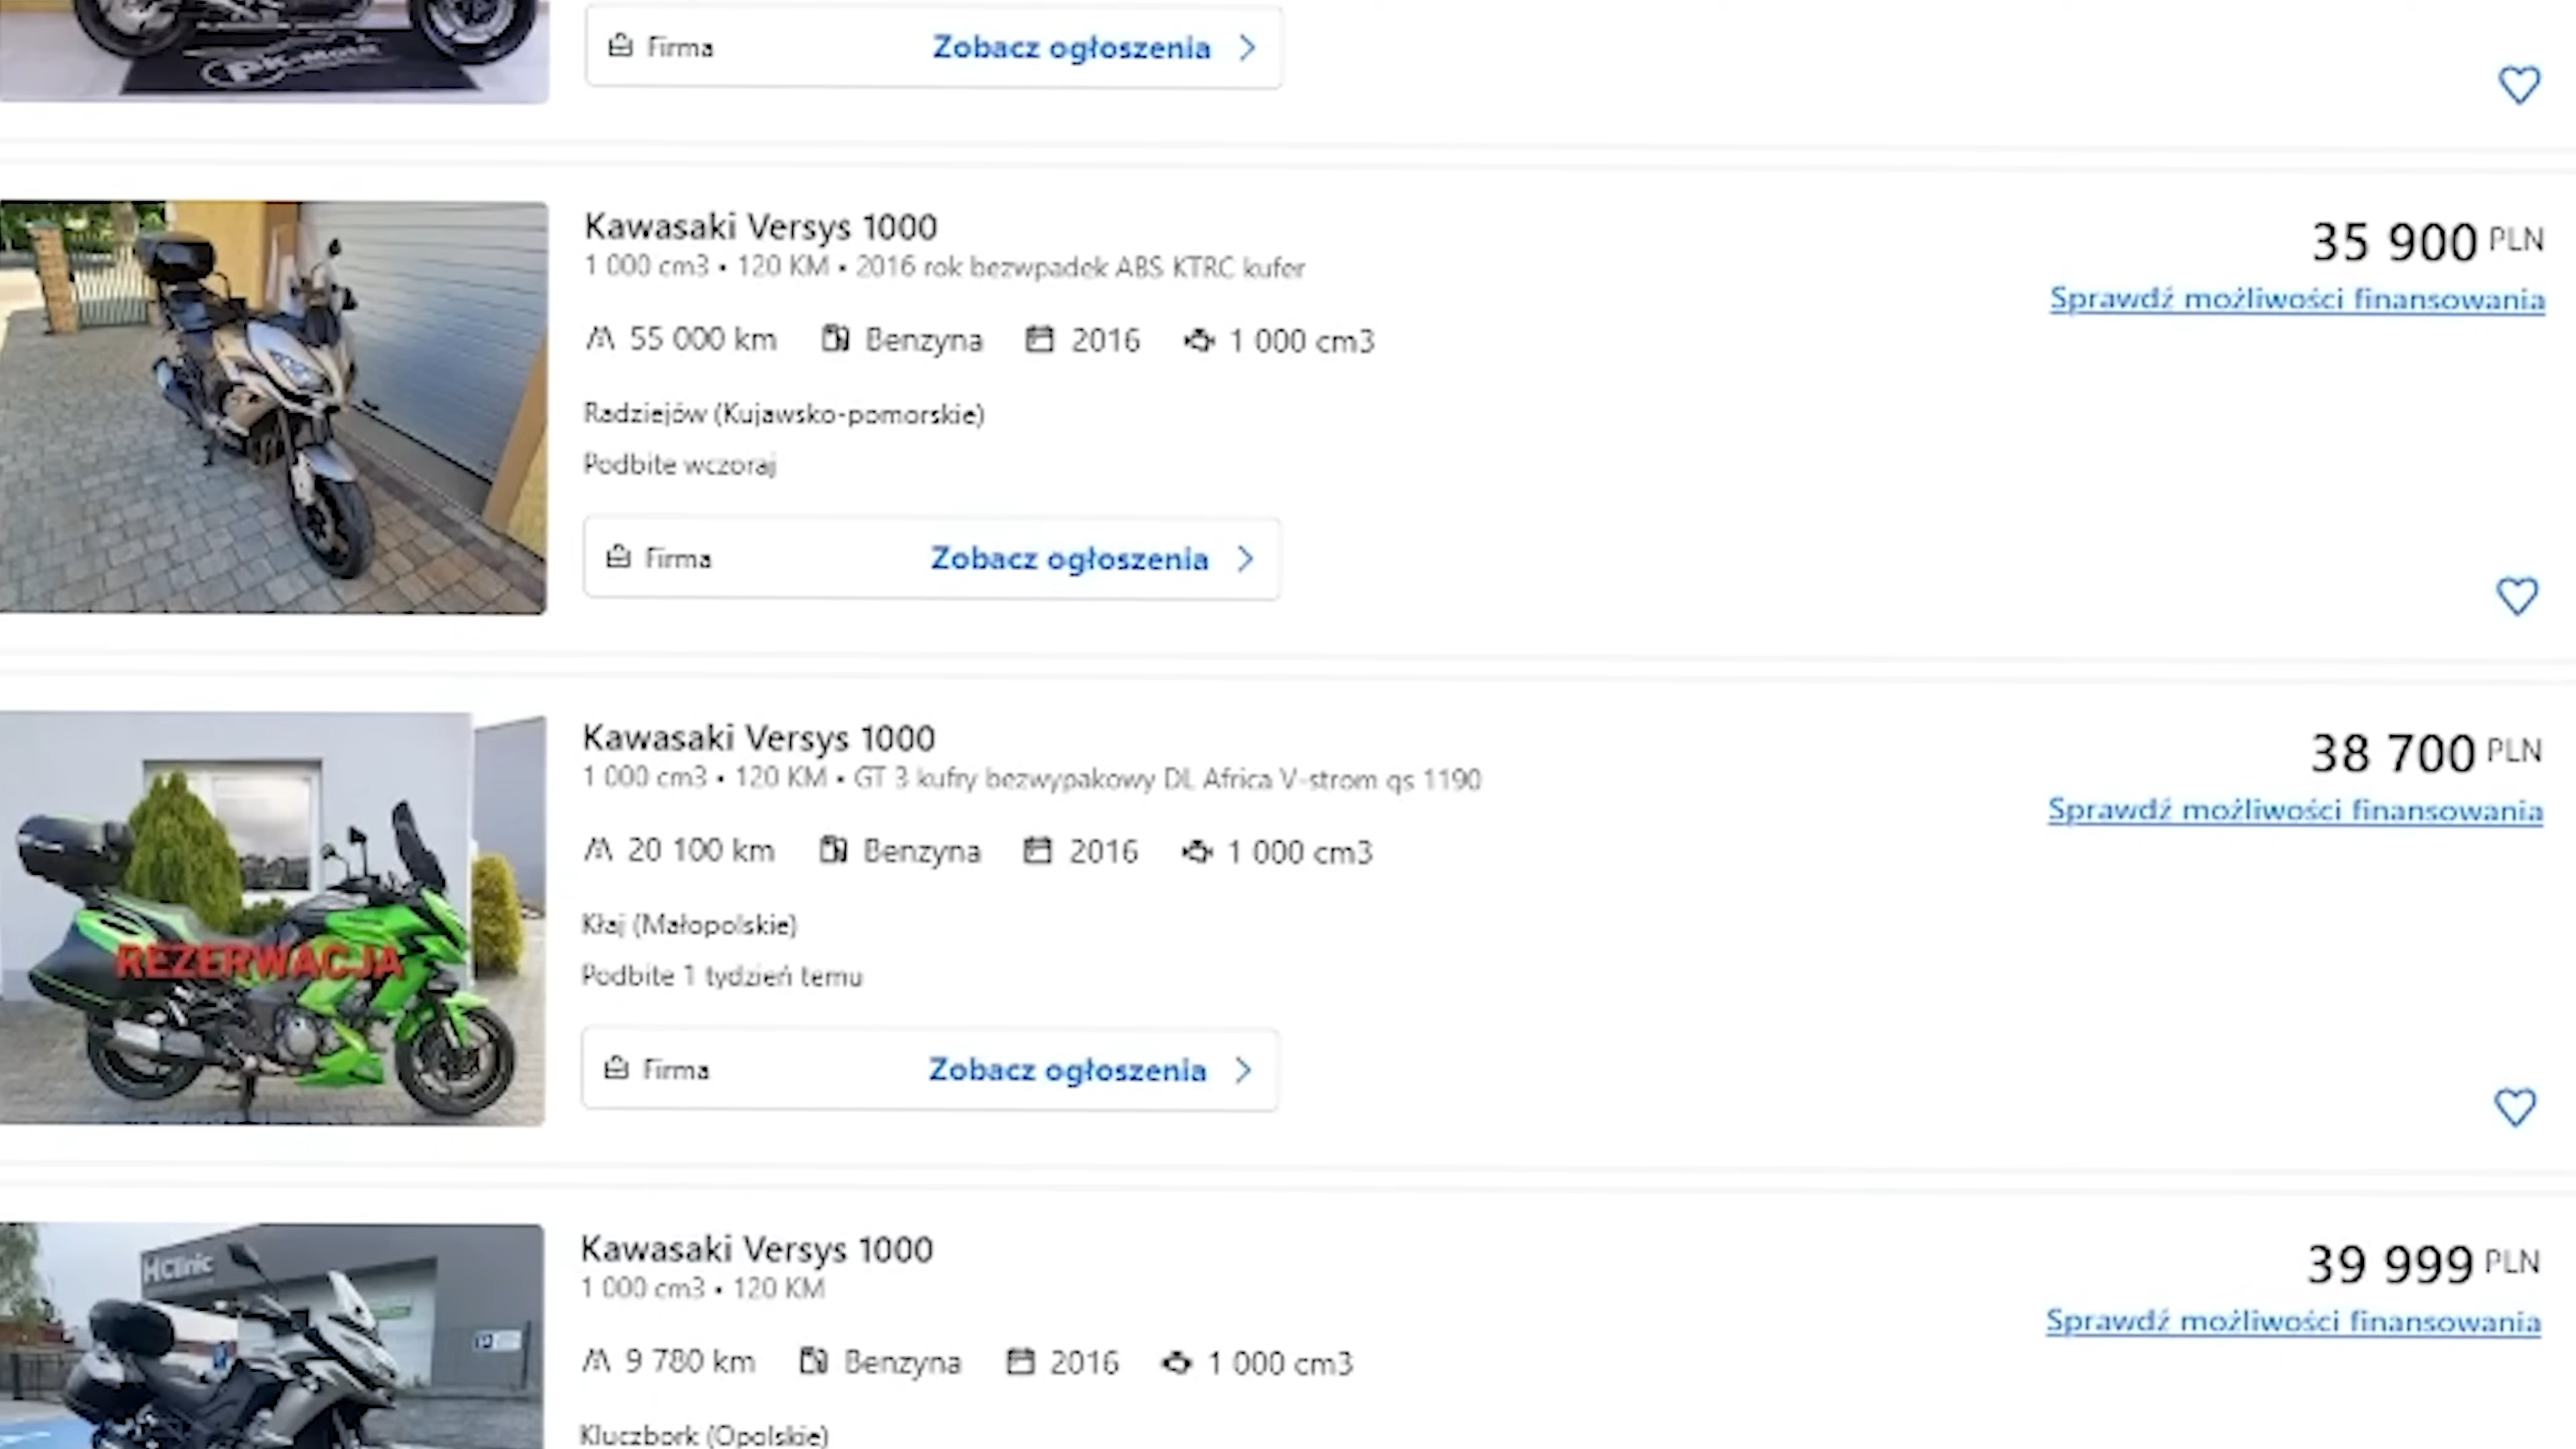 PK-Moto
Firma
Zobacz ogłoszenia
Kawasaki Versys 1000
1 000 cm3 • 120 KM • 2016 rok bezwpadek ABS KTRC kufer
35 900 PLN
Sprawdź możliwości finansowania
55 000 km
Benzyna
2016
1 000 cm3
Radziejów (Kujawsko-pomorskie)
Podbite wczoraj
Firma
Zobacz ogłoszenia
Kawasaki Versys 1000
1 000 cm3 • 120 KM • GT 3 kufry bezwypakowy DL Africa V-strom gs 1190
38 700 PLN
Sprawdź możliwości finansowania
20 100 km
Benzyna
2016
1 000 cm3
REZERWACJA
Kłaj (Małopolskie)
Podbite 1 tydzień temu
Firma
Zobacz ogłoszenia
Kawasaki Versys 1000
1 000 cm3 • 120 KM
39 999 PLN
Sprawdź możliwości finansowania
HClinic
9 780 km
Benzyna
2016
1 000 cm3
Kluczbork (Opolskie)